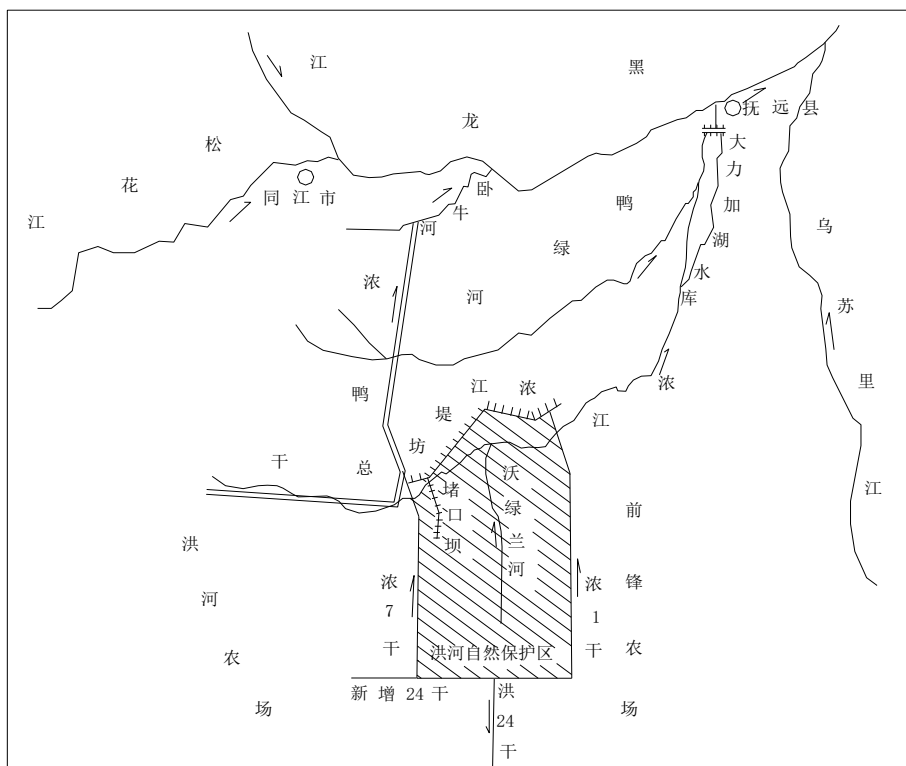 黑龙江
松花江
同江市
抚远县
卧牛河
鸭绿河
大力加湖水库
乌苏里江
浓鸭总干
浓江堤坊
浓江
堵口坝
沃绿兰河
洪河农场
前锋农场
浓7干
浓1干
洪河自然保护区
新增24干
洪24干